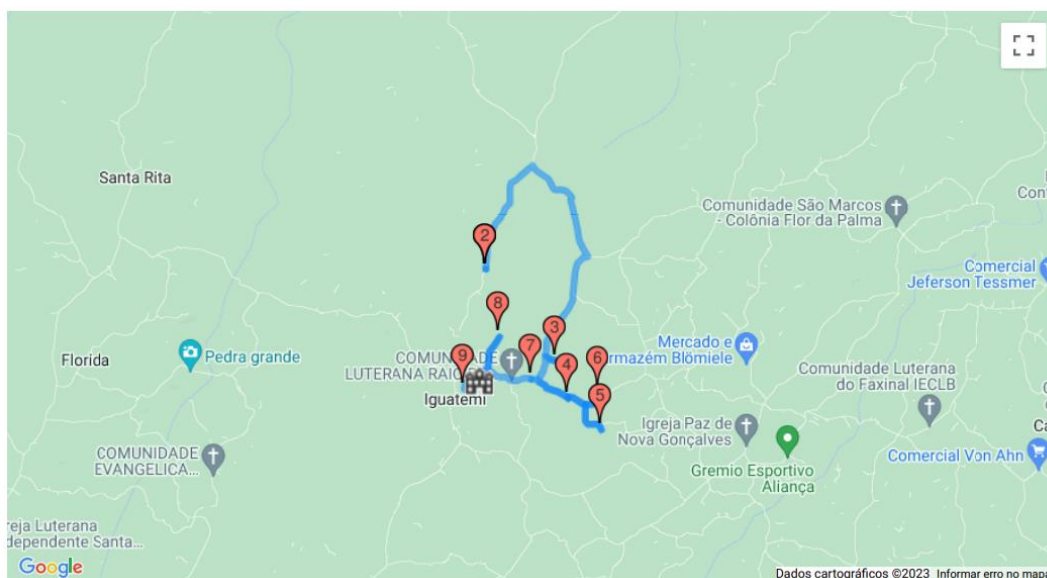 Santa Rita
2
Comunidade São Marcos
- Colônia Flor da Palma
Con
Comercial
Jeferson Tessmer
8
3
Mercado e
rmazém Blömiele
Florida
Pedra grande
9
COMUNIDADE
LUTERANA RAIO
7
6
4
Comunidade Luterana
do Faxinal IECLB
Iguatemi
5
Igreja Paz de
Nova Gonçalves
Ca
COMUNIDADE
EVANGELICA...
Gremio Esportivo
Aliança
Comercial Von Ahn
reja Luterana
dependente Santa...
Google
Dados cartográficos ©2023
Informar erro no mapa